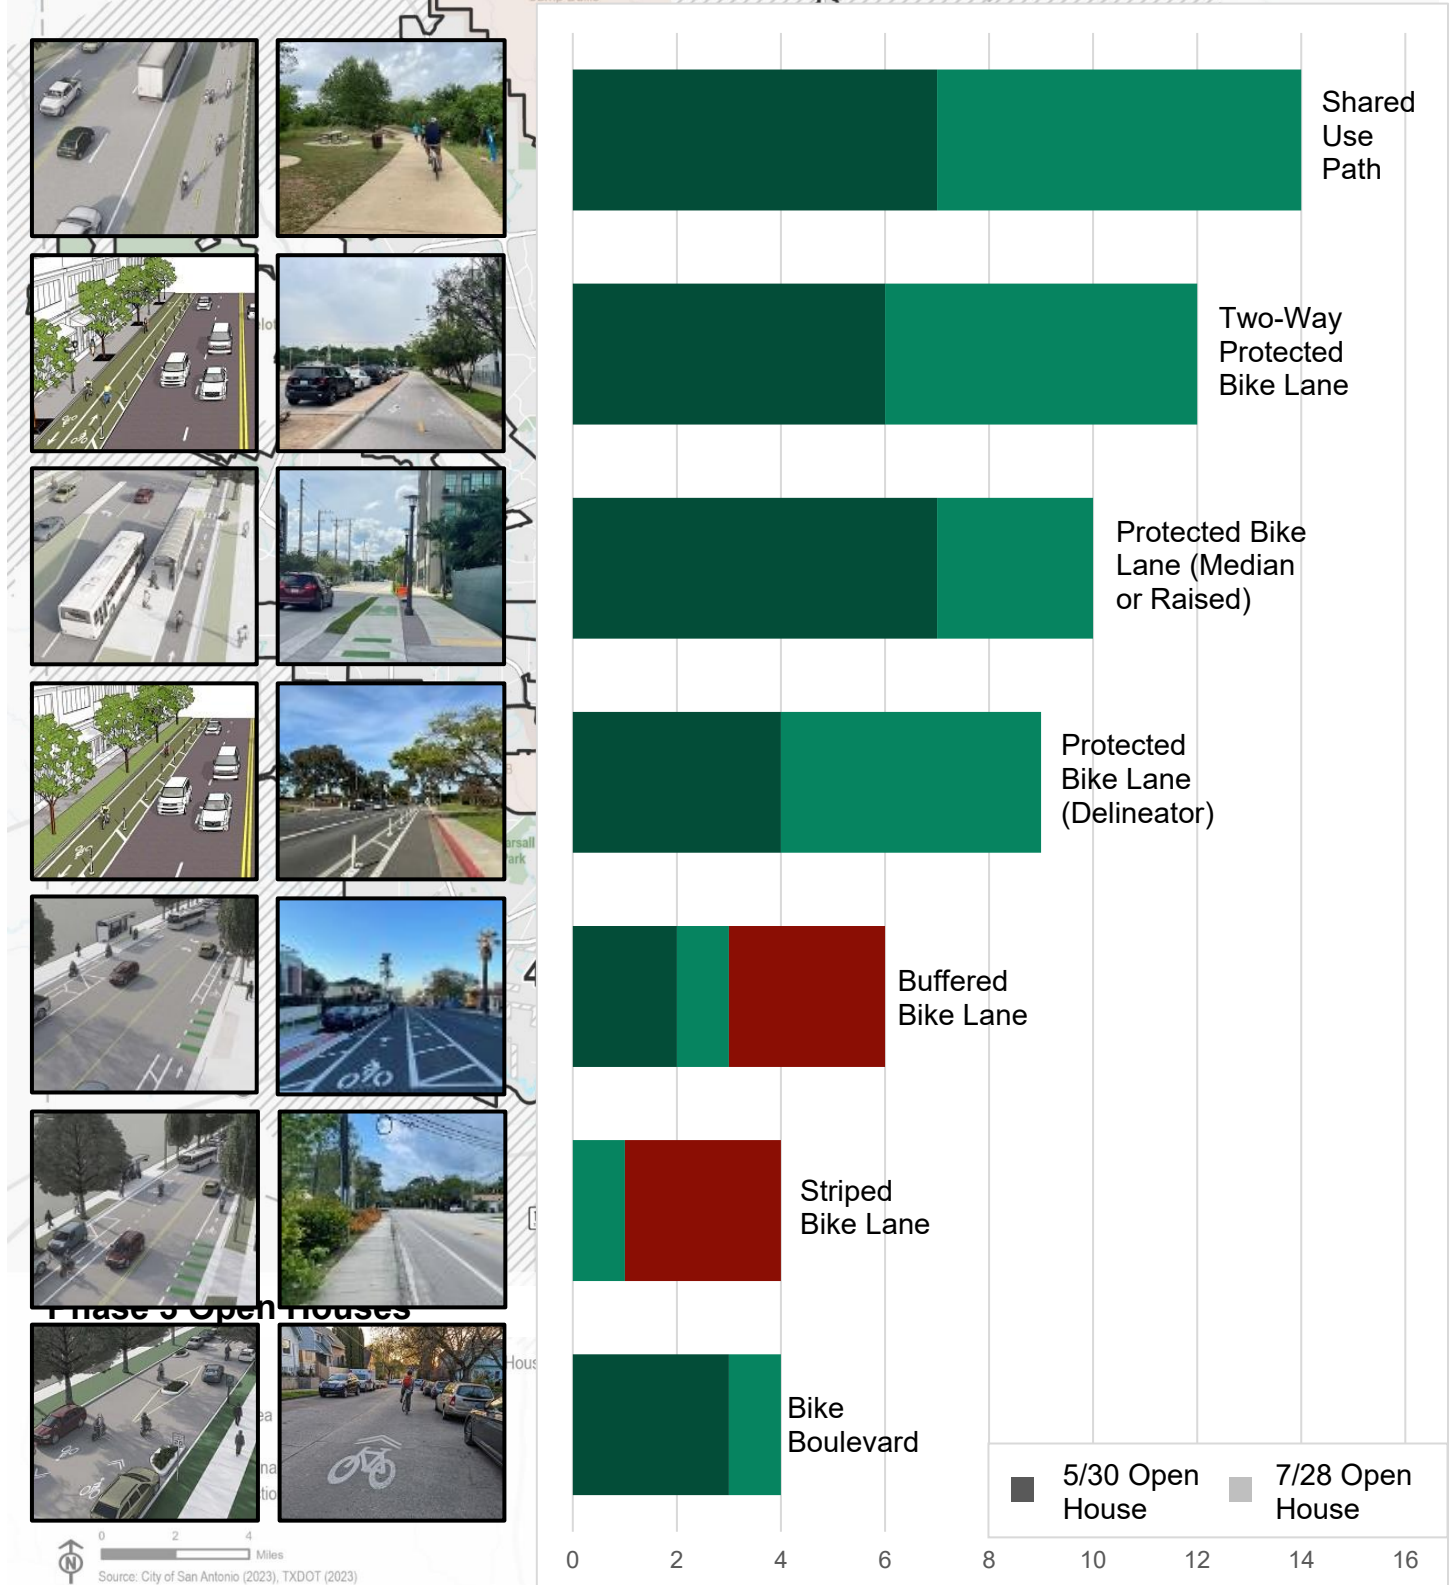 Shared
Use
Path
Two-Way
Protected
Bike Lane
Protected Bike
Lane (Median
or Raised)
Protected
Bike Lane
(Delineator)
Buffered
Bike Lane
Striped
Bike Lane
Bike
Boulevard
5/30 Open
House
7/28 Open
House
0 2 4 6 8 10 12 14 16
Open Houses
0 2 4
Miles
N
Source: City of San Antonio (2023), TXDOT (2023)